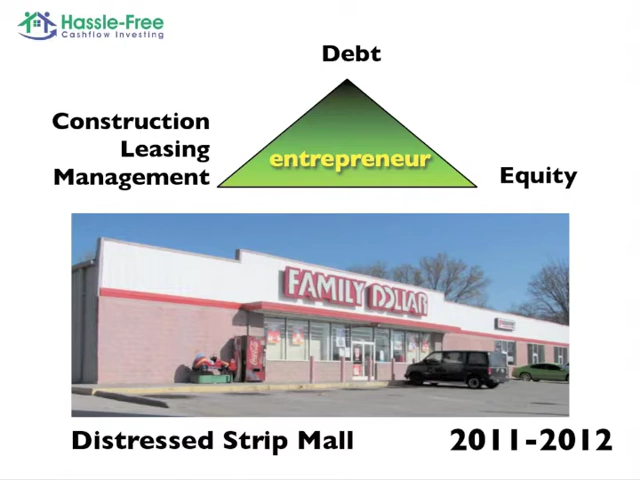 Hassle-Free
Cashflow Investing
Debt
Construction
Leasing
Management
entrepreneur
Equity
FAMILY DOLLAR
Distressed Strip Mall
2011-2012